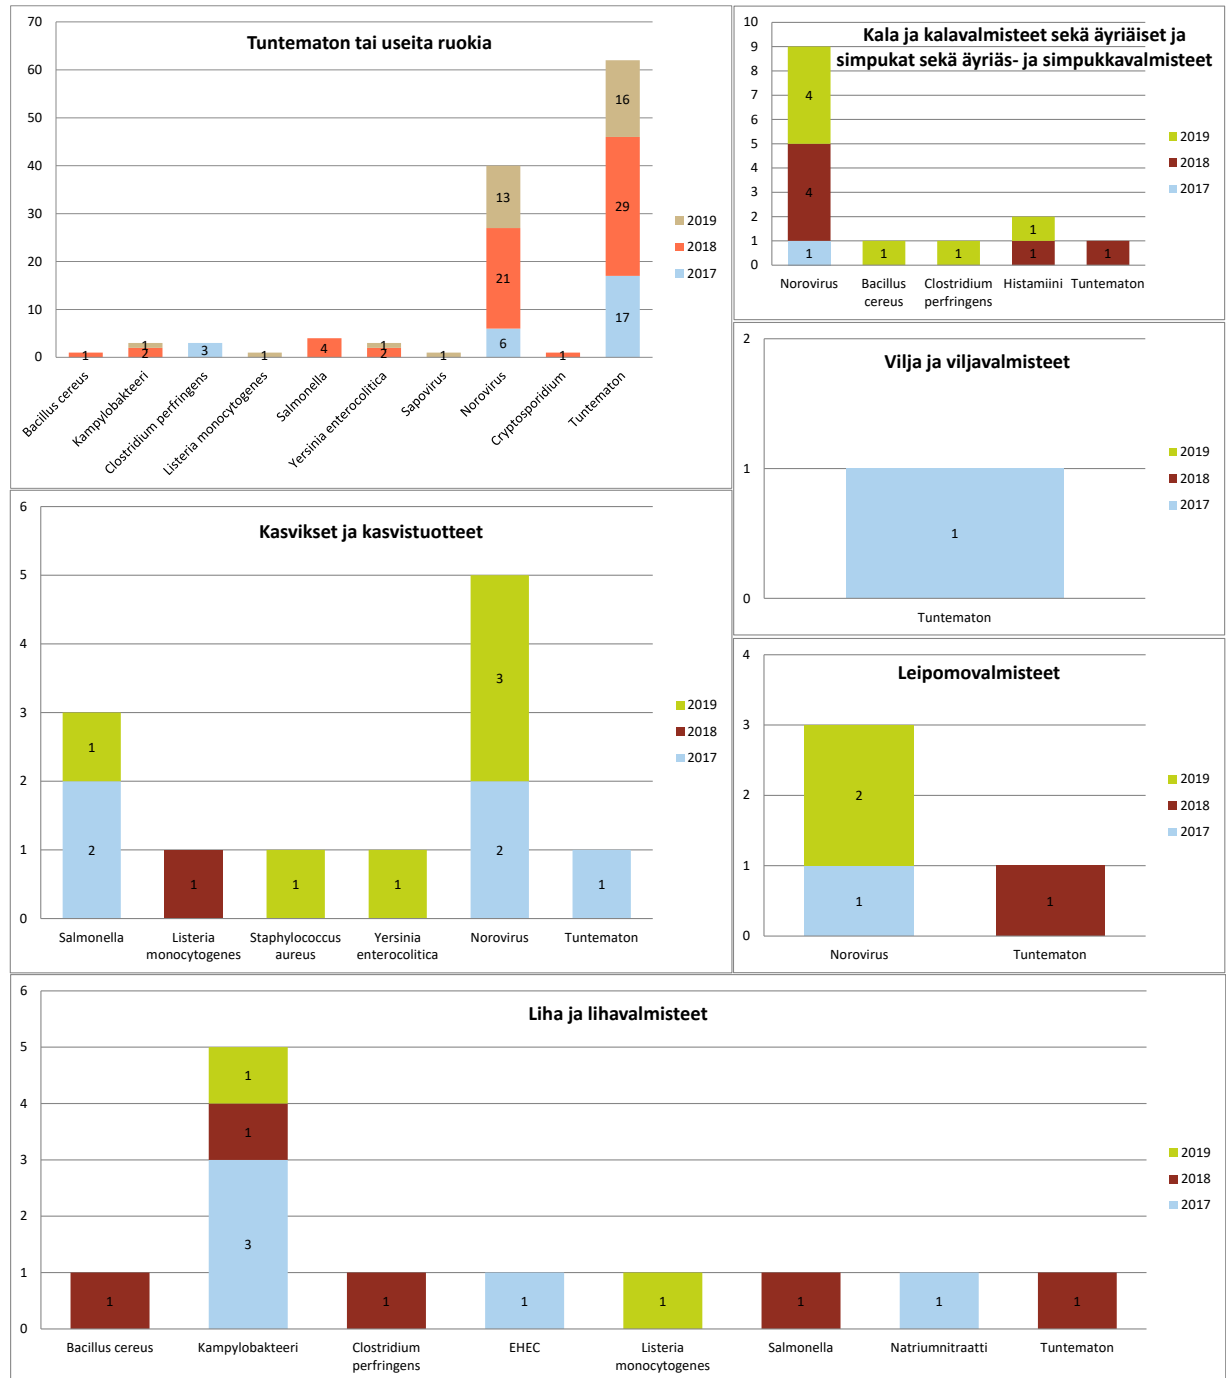 Tuntematon tai useita ruokia
70
60
50
40
30
20
10
0
1
2
1
3
1
4
2
1
1
6
21
13
1
17
29
16
Bacillus cereus
Kampylobakteeri
Clostridium perfringens
Listeria monocytogenes
Salmonella
Yersinia enterocolitica
Sapovirus
Norovirus
Cryptosporidium
Tuntematon
2019
2018
2017
Kala ja kalavalmisteet sekä äyriäiset ja
simpukat sekä äyriäs- ja simpukkavalmisteet
10
9
8
7
6
5
4
3
2
1
0
4
4
1
1
1
1
1
1
Norovirus
Bacillus
cereus
Clostridium
perfringens
Histamiini
Tuntematon
2019
2018
2017
Vilja ja viljavalmisteet
2
1
0
1
Tuntematon
2019
2018
2017
Kasvikset ja kasvistuotteet
6
5
4
3
2
1
0
1
2
1
1
1
3
2
1
Salmonella
Listeria
monocytogenes
Staphylococcus
aureus
Yersinia
enterocolitica
Norovirus
Tuntematon
2019
2018
2017
Leipomovalmisteet
4
3
2
1
0
2
1
1
Norovirus
Tuntematon
2019
2018
2017
Liha ja lihavalmisteet
6
5
4
3
2
1
0
1
1
1
3
1
1
1
1
1
1
Bacillus cereus
Kampylobakteeri
Clostridium
perfringens
EHEC
Listeria
monocytogenes
Salmonella
Natriumnitraatti
Tuntematon
2019
2018
2017